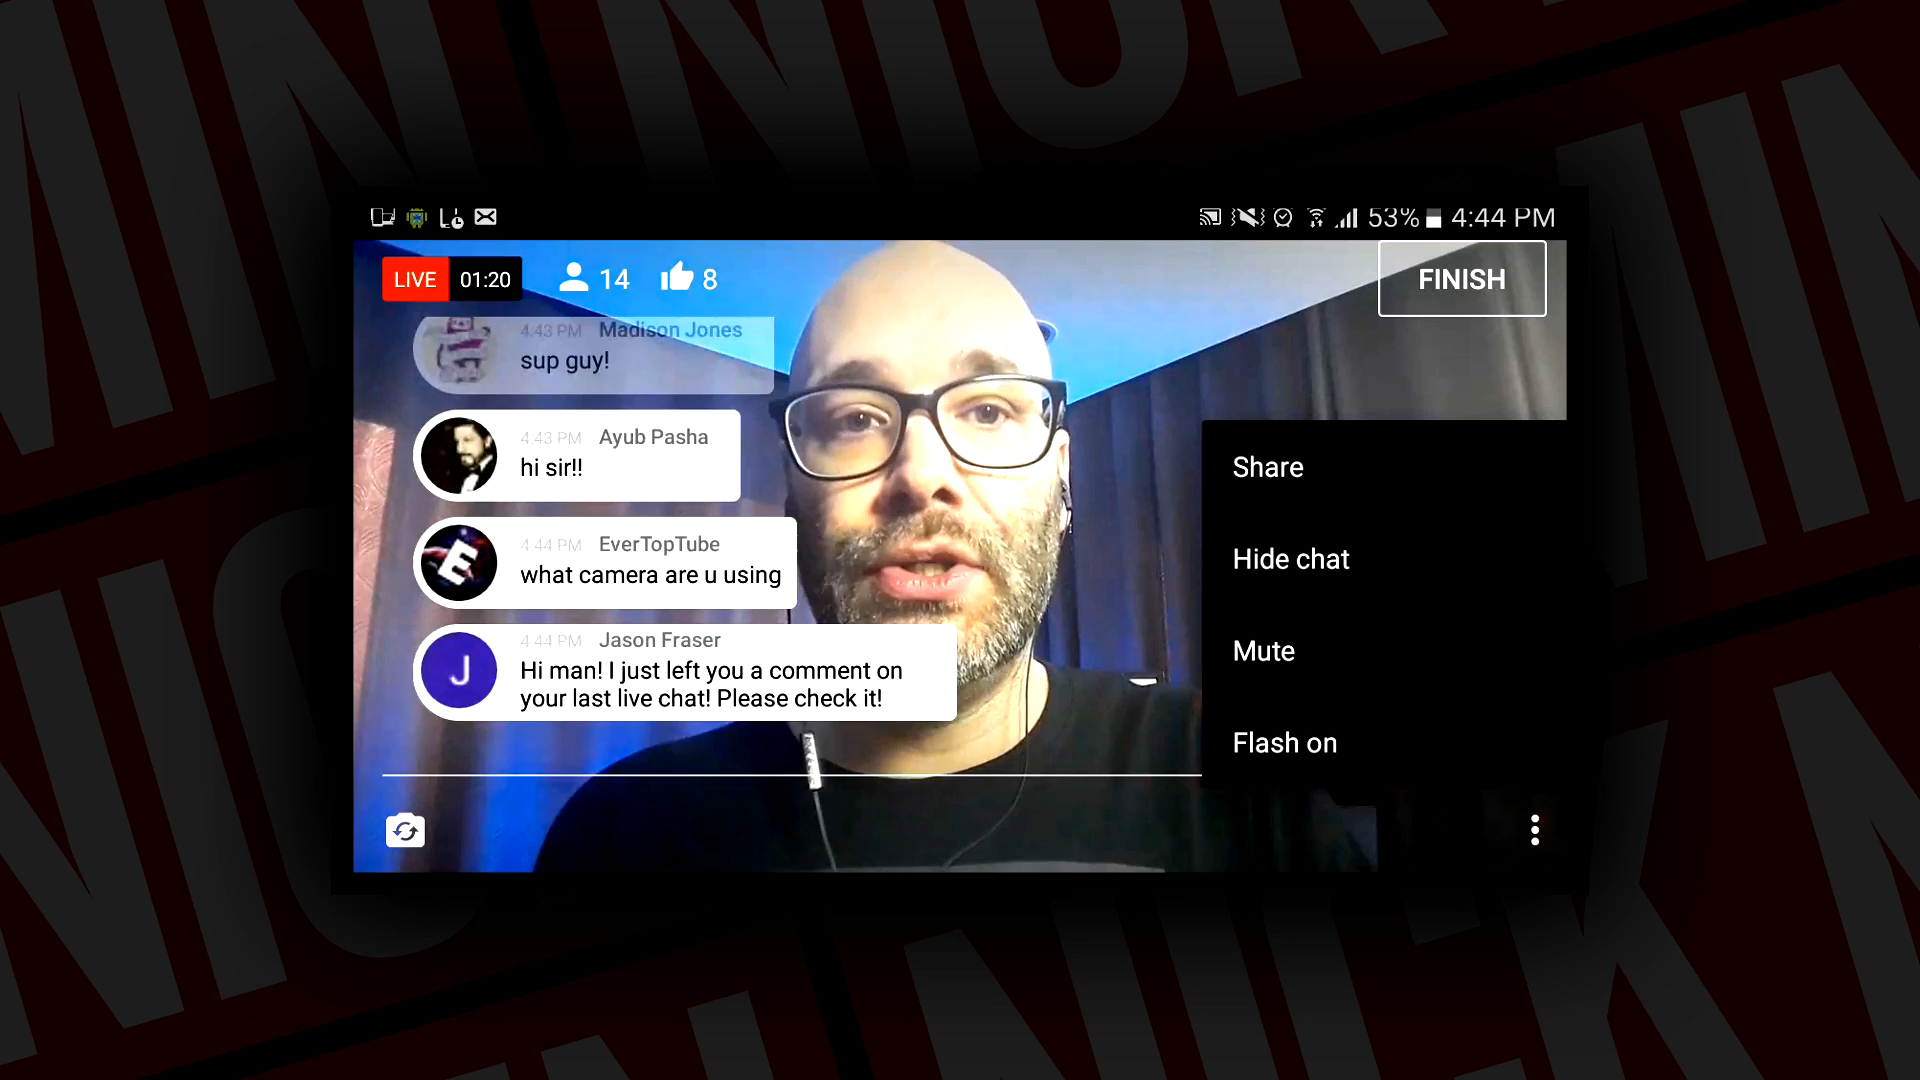 53% 4:44 PM
LIVE 01:20 14 8 FINISH
4:43 PM Madison Jones
sup guy!
4:43 PM Ayub Pasha
hi sir!!
4:44 PM EverTopTube
what camera are u using
4:44 PM Jason Fraser
Hi man! I just left you a comment on
your last live chat! Please check it!
J
E
Share
Hide chat
Mute
Flash on